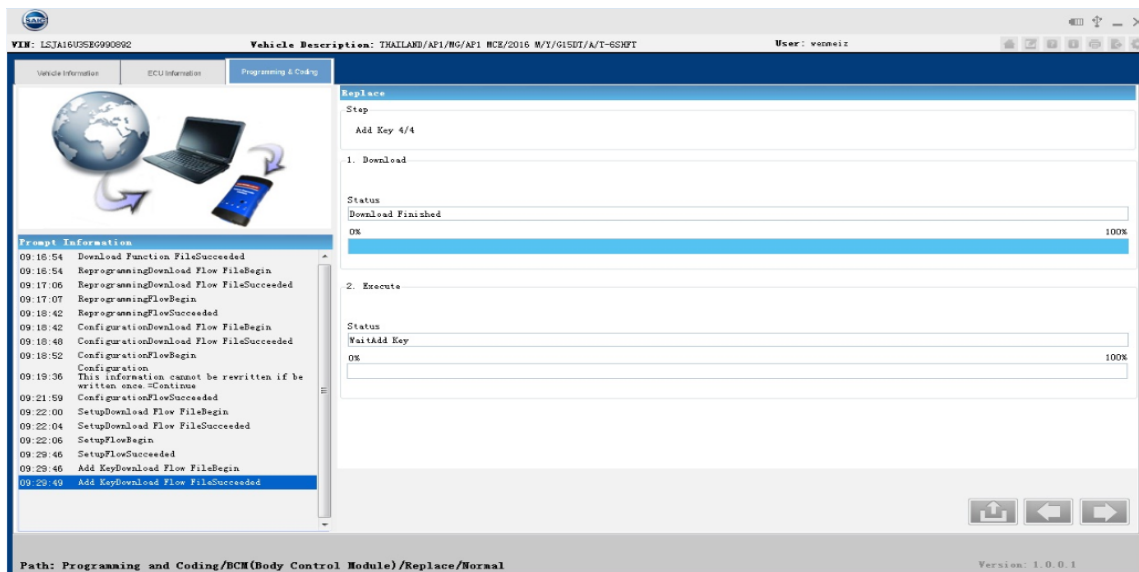 SAIC
VIN: LSJA16U35EG990892 Vehicle Description: THAILAND/AP1/MG/AP1 MCE/2016 M/Y/G15DT/A/T-6SHFT User: venmeiz
Vehicle Information ECU Information Programming & Coding
Replace
Step
Add Key 4/4
1. Download
Status
Download Finished
0% 100%
2. Execute
Status
WaitAdd Key
0% 100%
Prompt Information
09:16:54 Download Function FileSucceeded
09:16:54 ReprogrammingDownload Flow FileBegin
09:17:06 ReprogrammingDownload Flow FileSucceeded
09:17:07 ReprogrammingFlowBegin
09:18:42 ReprogrammingFlowSucceeded
09:18:42 ConfigurationDownload Flow FileBegin
09:18:48 ConfigurationDownload Flow FileSucceeded
09:18:52 ConfigurationFlowBegin
Configuration
09:19:36 This information cannot be rewritten if be
written once.=Continue
09:21:59 ConfigurationFlowSucceeded
09:22:00 SetupDownload Flow FileBegin
09:22:04 SetupDownload Flow FileSucceeded
09:22:06 SetupFlowBegin
09:29:46 SetupFlowSucceeded
09:29:46 Add KeyDownload Flow FileBegin
09:29:49 Add KeyDownload Flow FileSucceeded
Path: Programming and Coding/BCM(Body Control Module)/Replace/Normal Version: 1.0.0.1